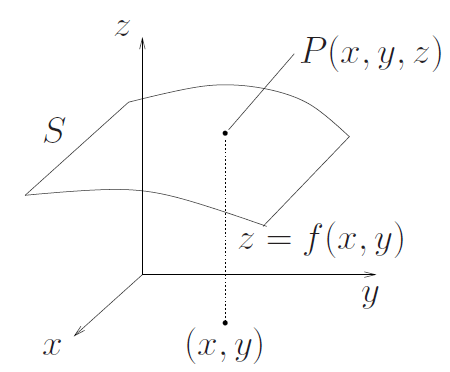 z
P(x, y, z)
S
z = f(x, y)
y
x
(x, y)